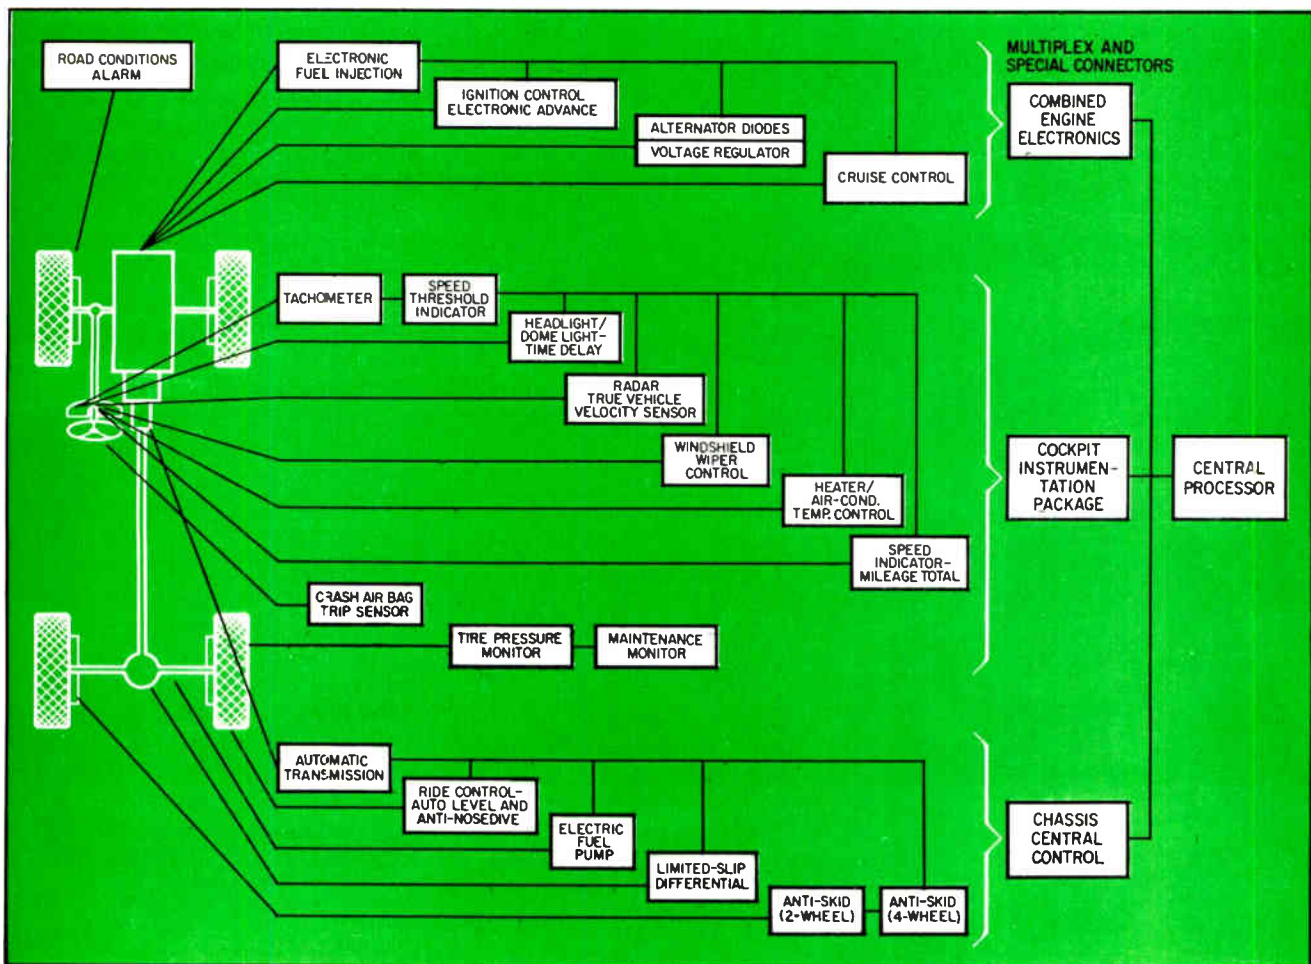 ROAD CONDITIONS
ALARM
ELECTRONIC
FUEL INJECTION
IGNITION CONTROL
ELECTRONIC ADVANCE
ALTERNATOR DIODES
VOLTAGE REGULATOR
CRUISE CONTROL
MULTIPLEX AND
SPECIAL CONNECTORS
COMBINED
ENGINE
ELECTRONICS
TACHOMETER
SPEED
THRESHOLD
INDICATOR
HEADLIGHT/
DOME LIGHT-
TIME DELAY
RADAR
TRUE VEHICLE
VELOCITY SENSOR
WINDSHIELD
WIPER
CONTROL
HEATER/
AIR-COND.
TEMP. CONTROL
SPEED
INDICATOR-
MILEAGE TOTAL
CRASH AIR BAG
TRIP SENSOR
TIRE PRESSURE
MONITOR
MAINTENANCE
MONITOR
COCKPIT
INSTRUMEN-
TATION
PACKAGE
CENTRAL
PROCESSOR
AUTOMATIC
TRANSMISSION
RIDE CONTROL-
AUTO LEVEL AND
ANTI-NOSEDIVE
ELECTRIC
FUEL
PUMP
LIMITED-SLIP
DIFFERENTIAL
ANTI-SKID
(2-WHEEL)
ANTI-SKID
(4-WHEEL)
CHASSIS
CENTRAL
CONTROL